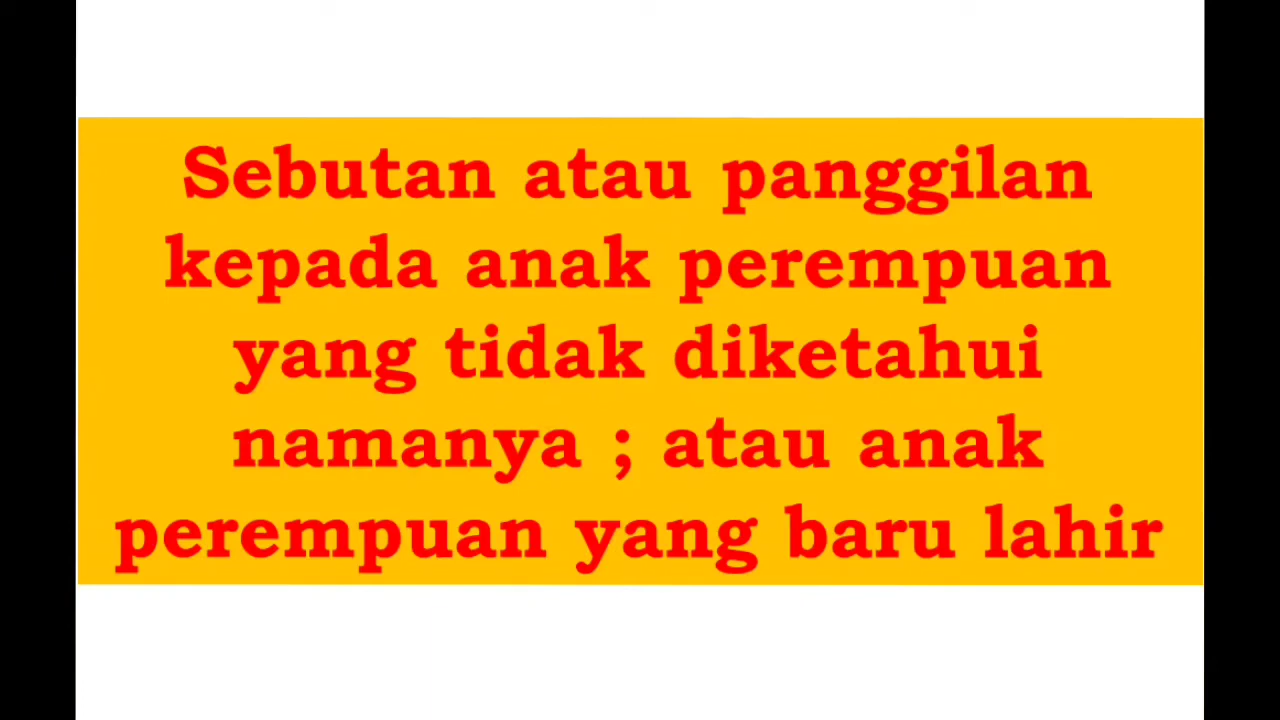 Sebutan atau panggilan
kepada anak perempuan
yang tidak diketahui
namanya ; atau anak
perempuan yang baru lahir